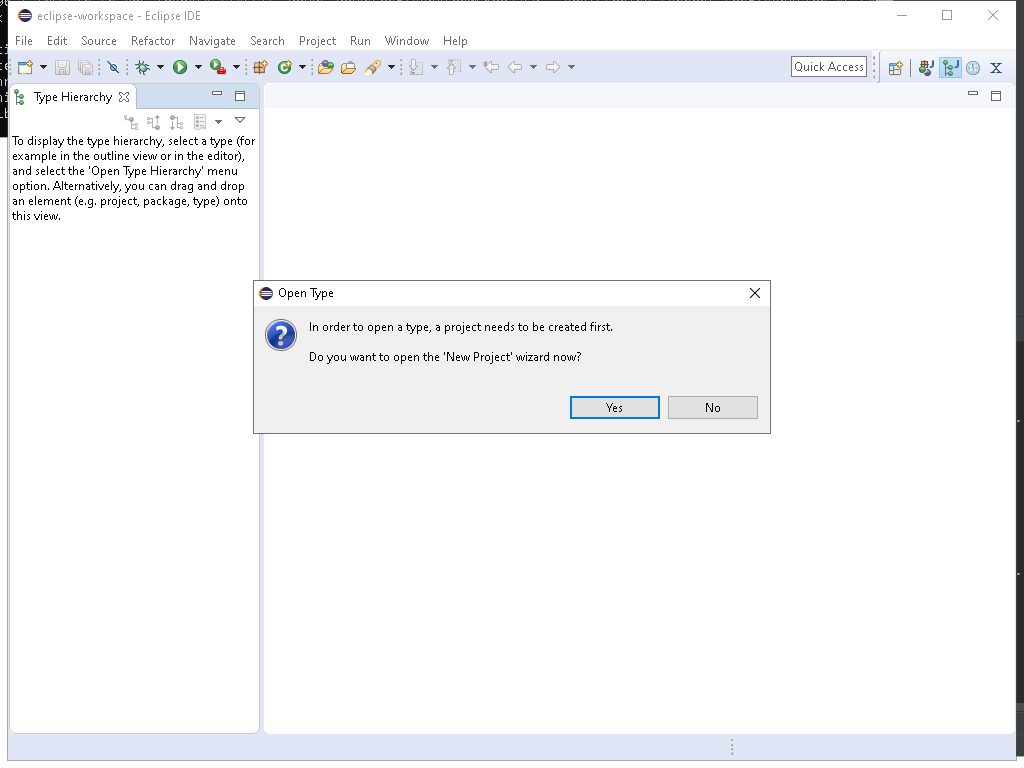 eclipse-workspace - Eclipse IDE
File Edit Source Refactor Navigate Search Project Run Window Help
Quick Access
X
Type Hierarchy
To display the type hierarchy, select a type (for
example in the outline view or in the editor),
and select the 'Open Type Hierarchy' menu
option. Alternatively, you can drag and drop
an element (e.g. project, package, type) onto
this view.
Open Type
In order to open a type, a project needs to be created first.
Do you want to open the 'New Project' wizard now?
Yes No